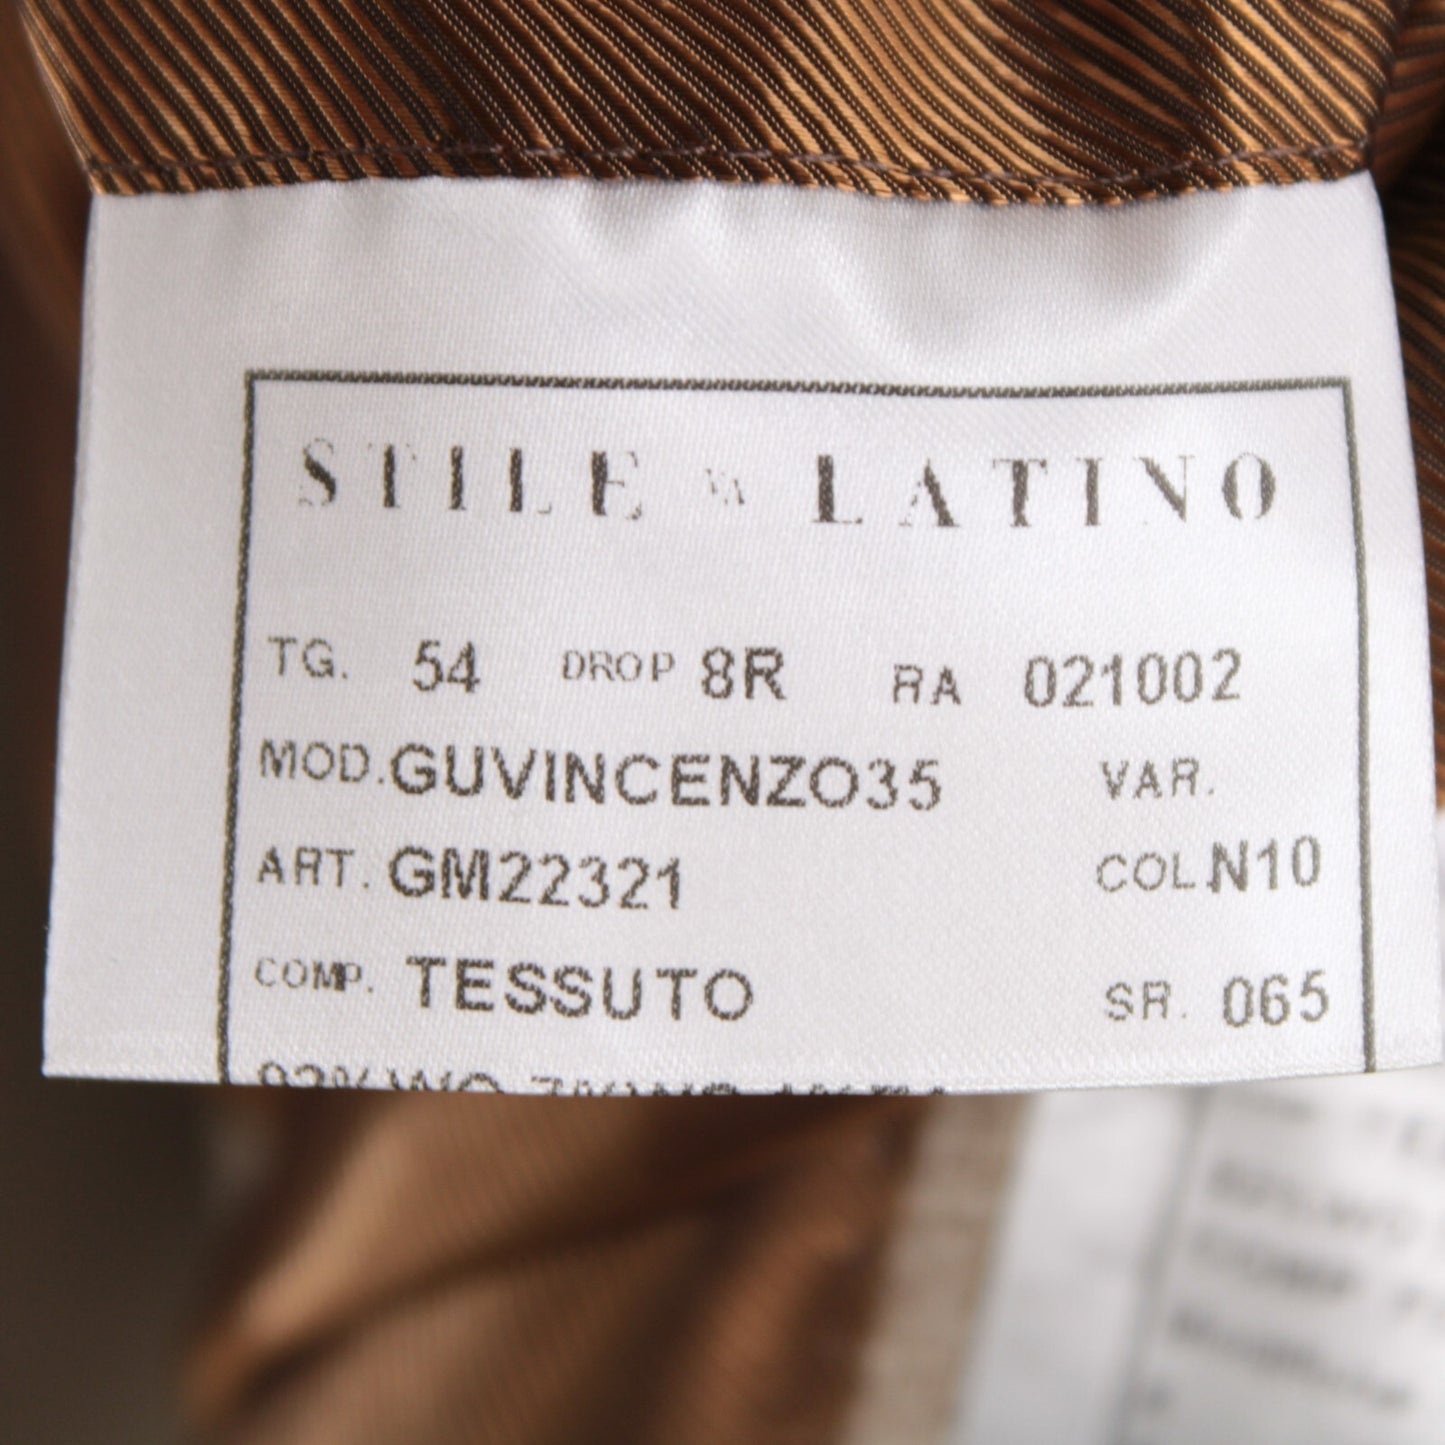 STILE LATINO
TG. 54 DROP 8R RA 021002
MOD. GUVINCENZO35 VAR.
ART. GM22321 COL. N10
COMP. TESSUTO SR. 065